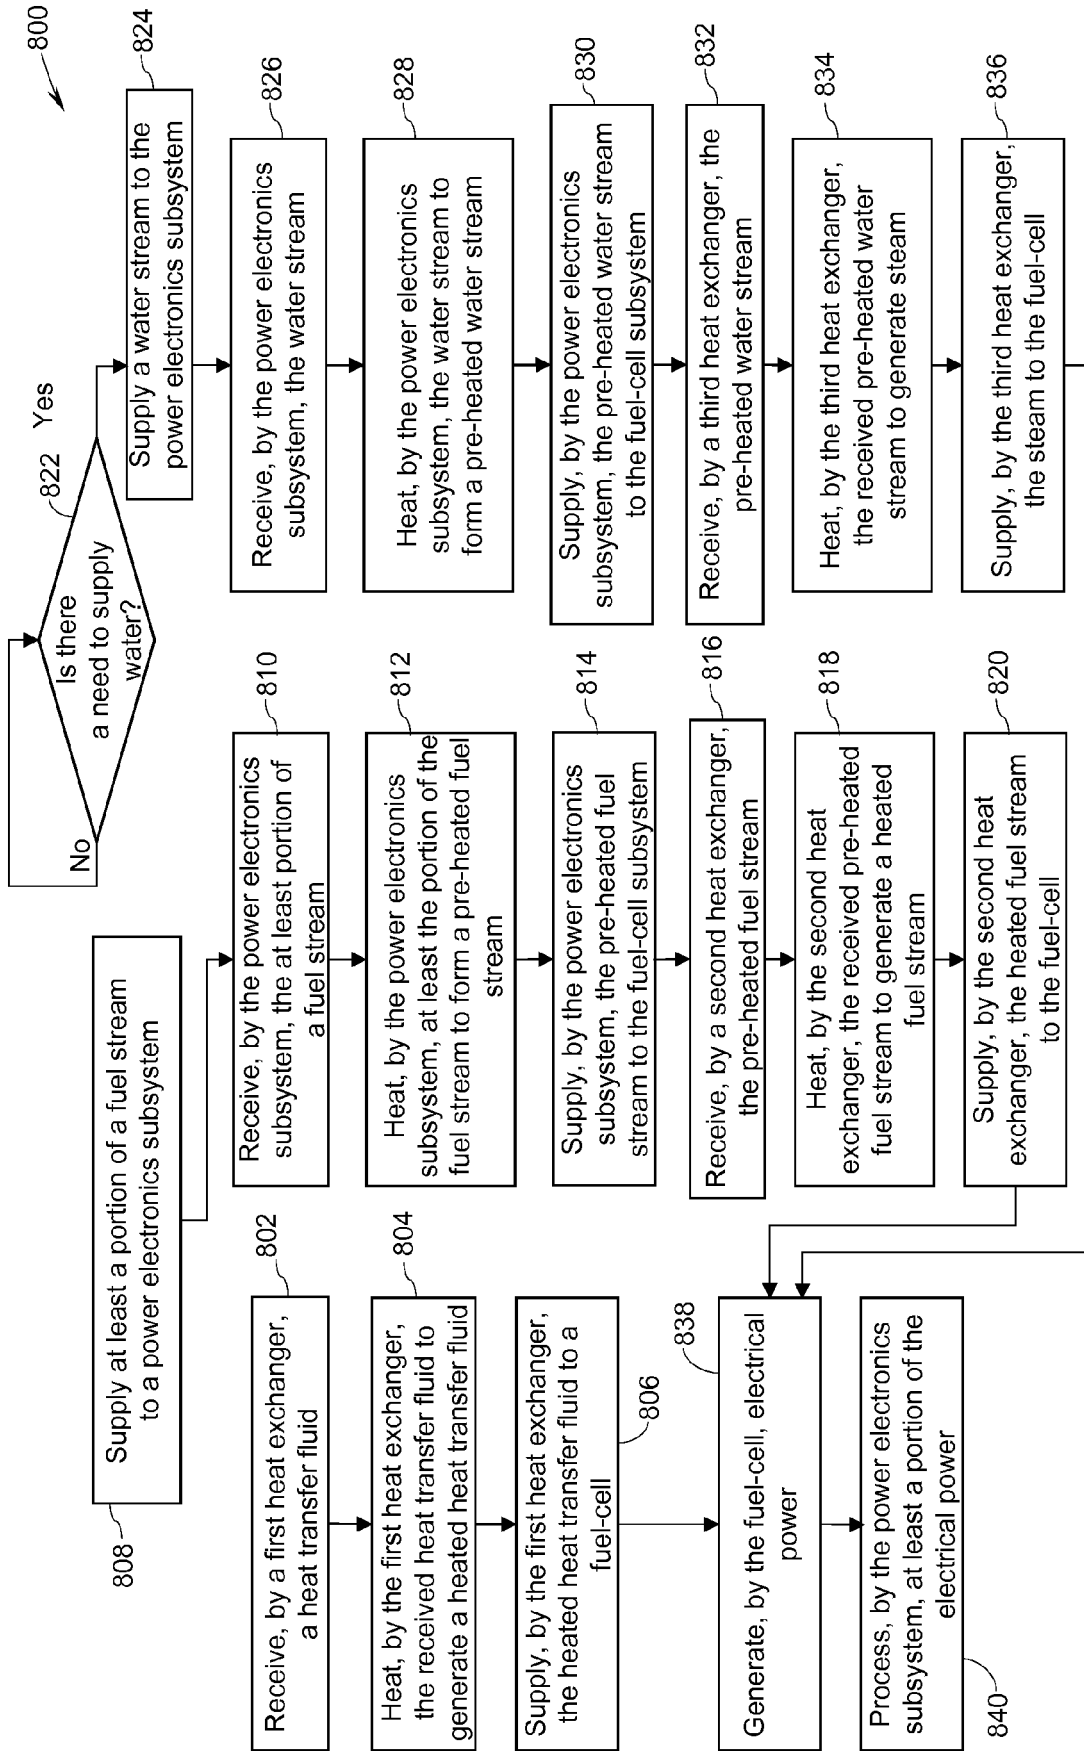 800
808
Supply at least a portion of a fuel stream
to a power electronics subsystem
802
Receive, by a first heat exchanger,
a heat transfer fluid
804
Heat, by the first heat exchanger,
the received heat transfer fluid to
generate a heated heat transfer fluid
806
Supply, by the first heat exchanger,
the heated heat transfer fluid to a
fuel-cell
838
Generate, by the fuel-cell, electrical
power
840
Process, by the power electronics
subsystem, at least a portion of the
electrical power
810
Receive, by the power electronics
subsystem, the at least portion of
a fuel stream
812
Heat, by the power electronics
subsystem, at least the portion of the
fuel stream to form a pre-heated fuel
stream
814
Supply, by the power electronics
subsystem, the pre-heated fuel
stream to the fuel-cell subsystem
816
Receive, by a second heat exchanger,
the pre-heated fuel stream
818
Heat, by the second heat
exchanger, the received pre-heated
fuel stream to generate a heated
fuel stream
820
Supply, by the second heat
exchanger, the heated fuel stream
to the fuel-cell
822
Is there
a need to supply
water?
No
Yes
824
Supply a water stream to the
power electronics subsystem
826
Receive, by the power electronics
subsystem, the water stream
828
Heat, by the power electronics
subsystem, the water stream to
form a pre-heated water stream
830
Supply, by the power electronics
subsystem, the pre-heated water stream
to the fuel-cell subsystem
832
Receive, by a third heat exchanger, the
pre-heated water stream
834
Heat, by the third heat exchanger,
the received pre-heated water
stream to generate steam
836
Supply, by the third heat exchanger,
the steam to the fuel-cell